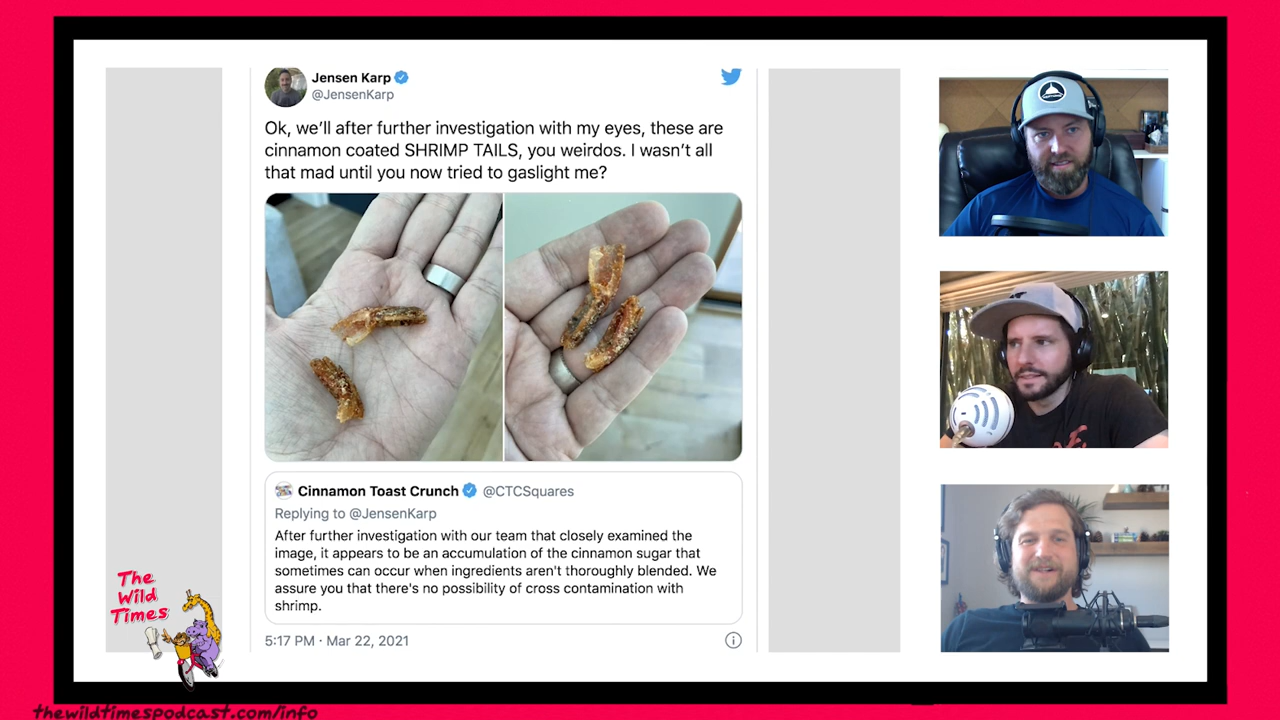 Jensen Karp
@JensenKarp
Ok, we'll after further investigation with my eyes, these are
cinnamon coated SHRIMP TAILS, you weirdos. I wasn't all
that mad until you now tried to gaslight me?
Cinnamon Toast Crunch @CTCSquares
Replying to @JensenKarp
After further investigation with our team that closely examined the
image, it appears to be an accumulation of the cinnamon sugar that
sometimes can occur when ingredients aren't thoroughly blended. We
assure you that there's no possibility of cross contamination with
shrimp.
5:17 PM · Mar 22, 2021
The
Wild
Times
thewildtimespodcast.com/info